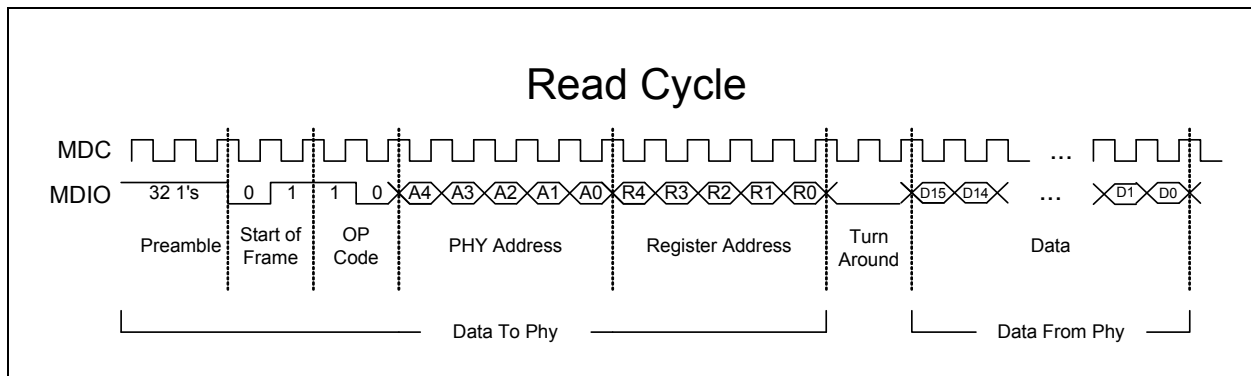 Read Cycle
MDC ...
MDIO 32 1's 0 1 1 0 A4 A3 A2 A1 A0 R4 R3 R2 R1 R0 D15 D14 ... D1 D0
Preamble
Start of
Frame
OP
Code
PHY Address
Register Address
Turn
Around
Data
Data To Phy
Data From Phy